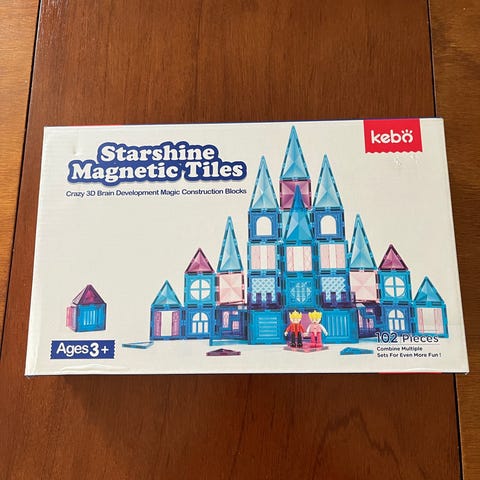 kebö
Starshine
Magnetic Tiles
Crazy 3D Brain Development Magic Construction Blocks
Ages 3+
102 Pieces
Combine Multiple
Sets For Even More Fun !